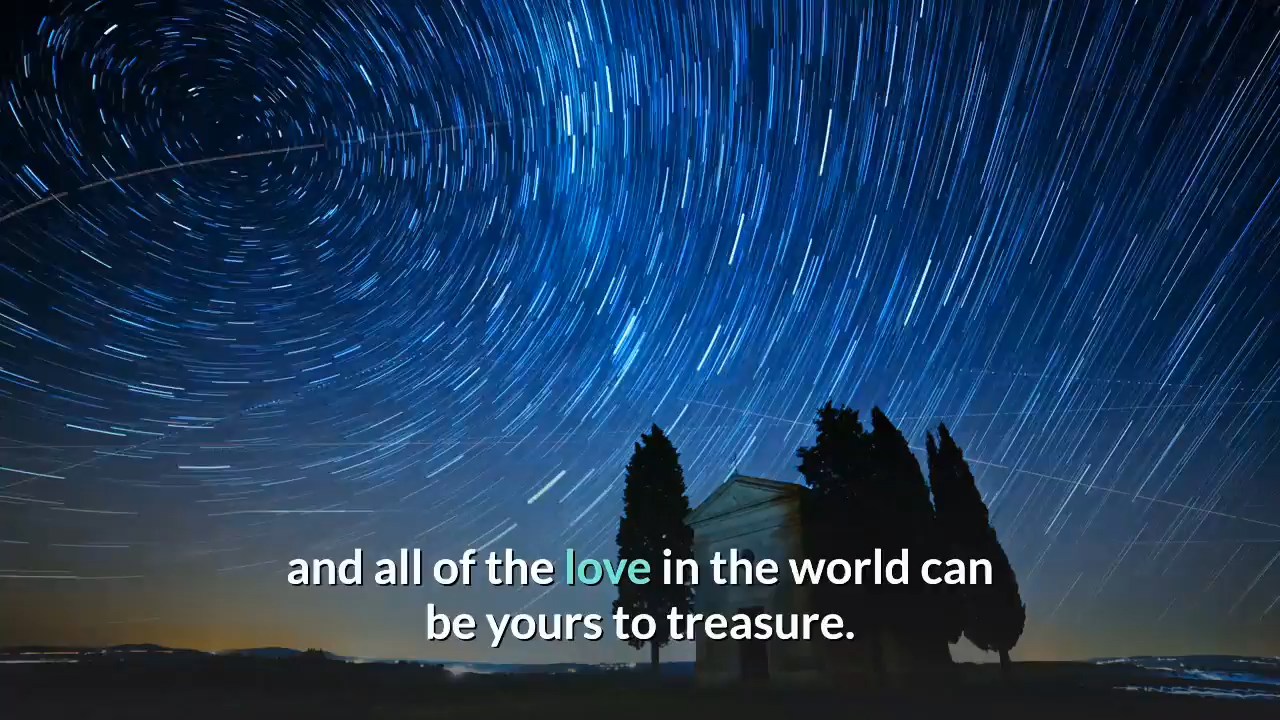 and all of the love in the world can
be yours to treasure.